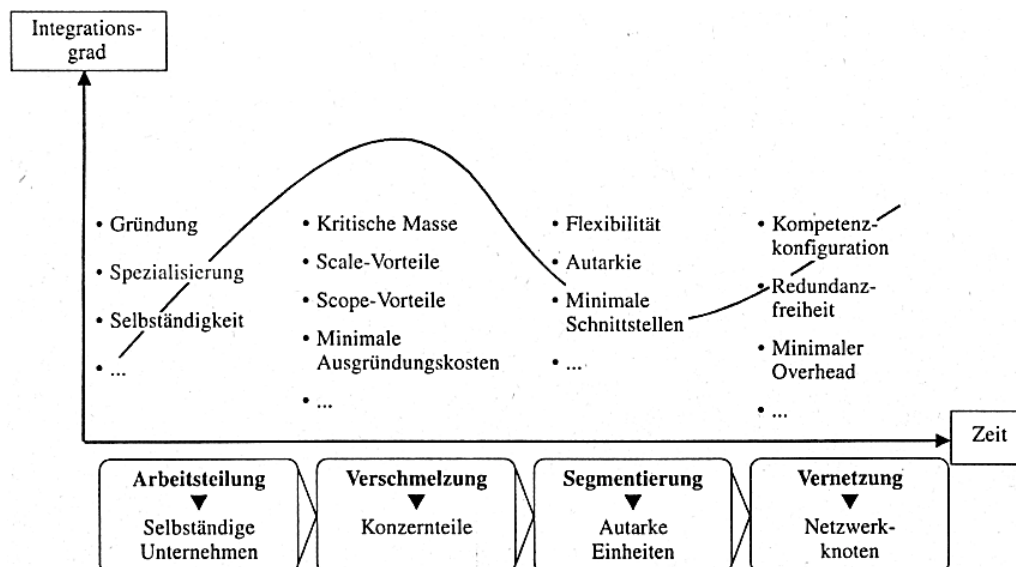 Integrations-
grad
• Gründung
• Spezialisierung
• Selbständigkeit
• ...
• Kritische Masse
• Scale-Vorteile
• Scope-Vorteile
• Minimale
Ausgründungskosten
• ...
• Flexibilität
• Autarkie
• Minimale
Schnittstellen
• ...
• Kompetenz-
konfiguration
• Redundanz-
freiheit
• Minimaler
Overhead
• ...
Zeit
Arbeitsteilung
Selbständige
Unternehmen
Verschmelzung
Konzernteile
Segmentierung
Autarke
Einheiten
Vernetzung
Netzwerk-
knoten